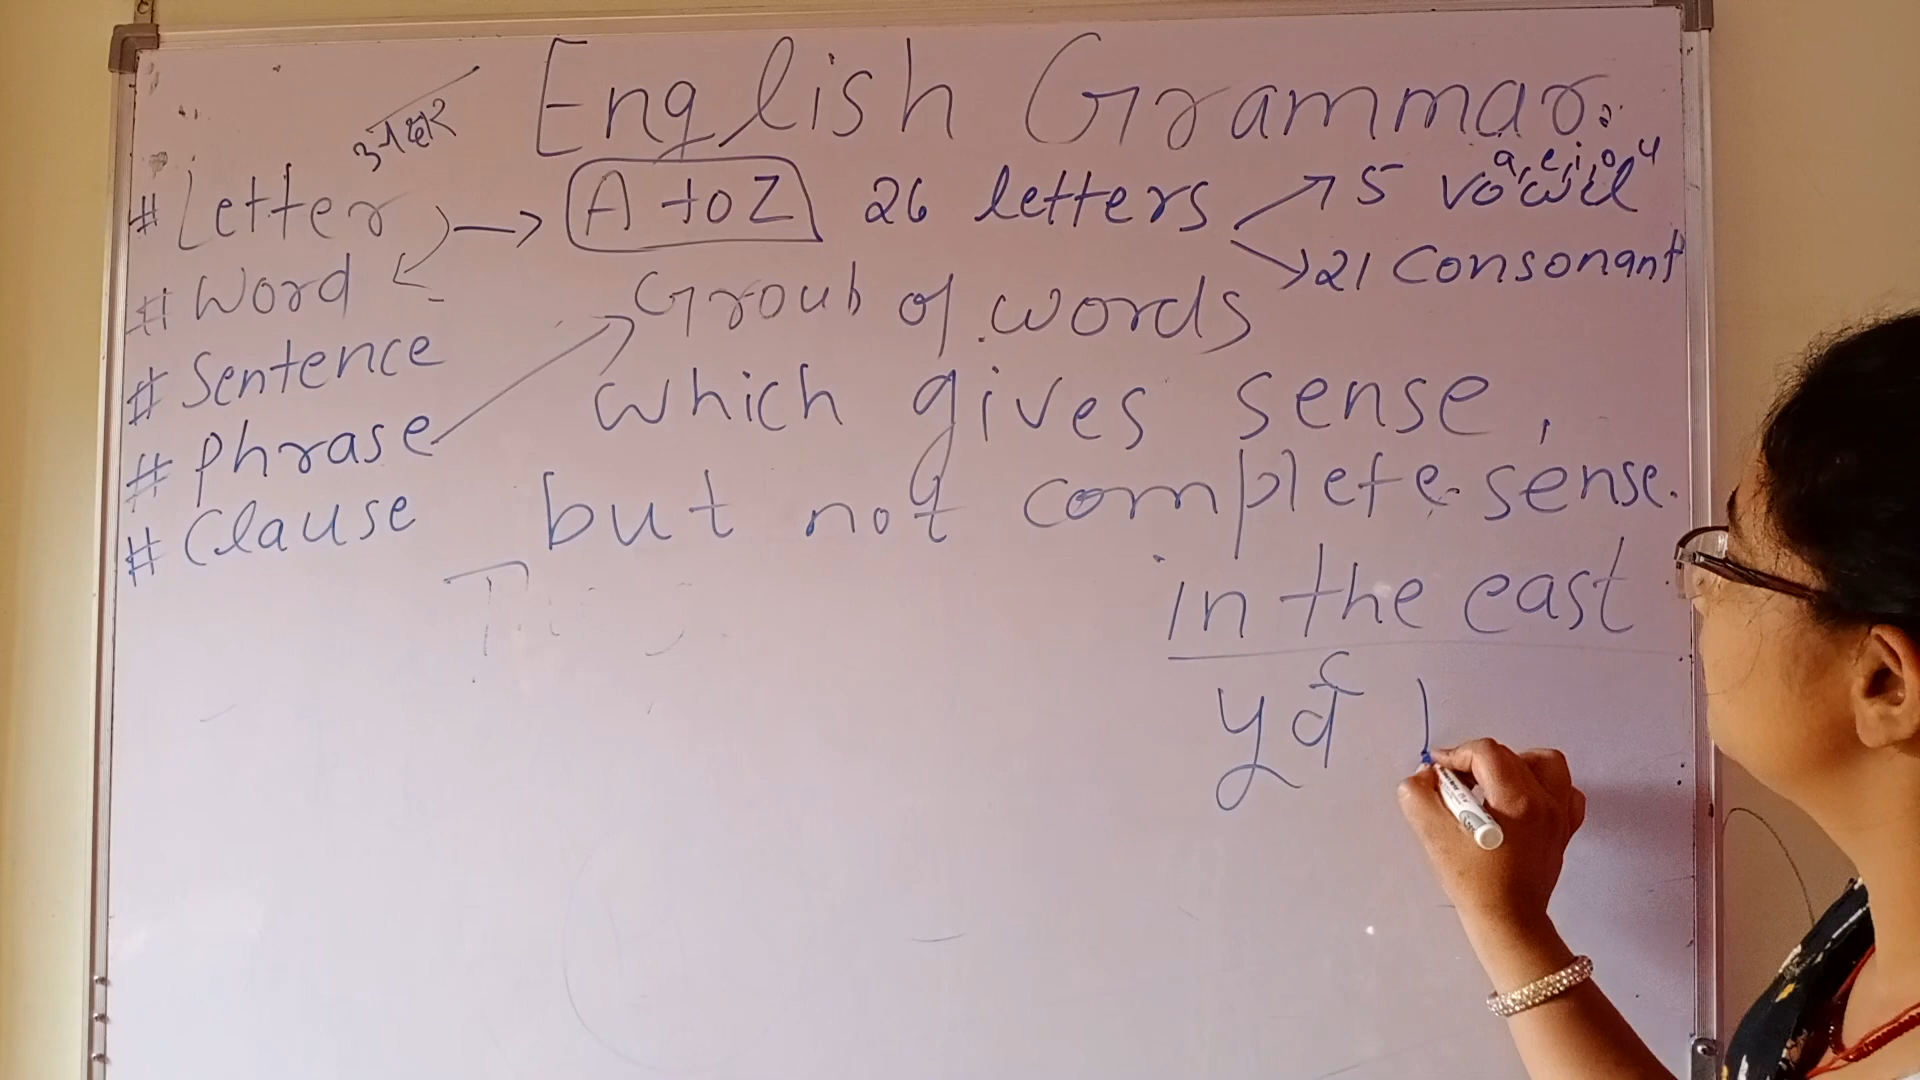 English Grammar:
अक्षर
a, e, i, o, u
# Letter → A to Z 26 letters → 5 vowel
→ 21 Consonant
# Word
Group of words
# Sentence
which gives sense,
# Phrase
but not complete sense.
# Clause
in the east
पूर्व